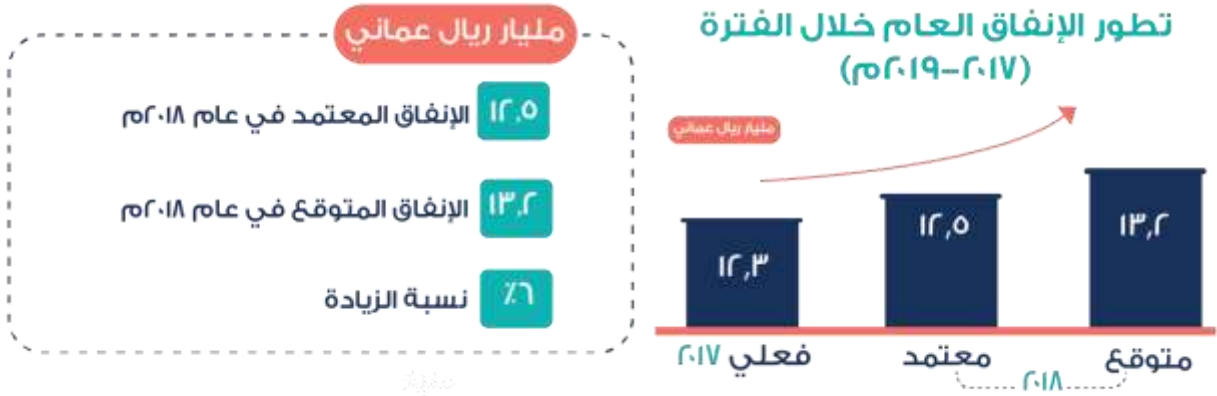 تطور الإنفاق العام خلال الفترة
(٢٠١٧-٢٠١٩م)
مليار ريال عماني
١٢,٣
١٢,٥
١٣,٢
فعلي ٢٠١٧
معتمد
متوقع
٢٠١٨
مليار ريال عماني
١٢,٥ الإنفاق المعتمد في عام ٢٠١٨م
١٣,٢ الإنفاق المتوقع في عام ٢٠١٨م
٦٪ نسبة الزيادة